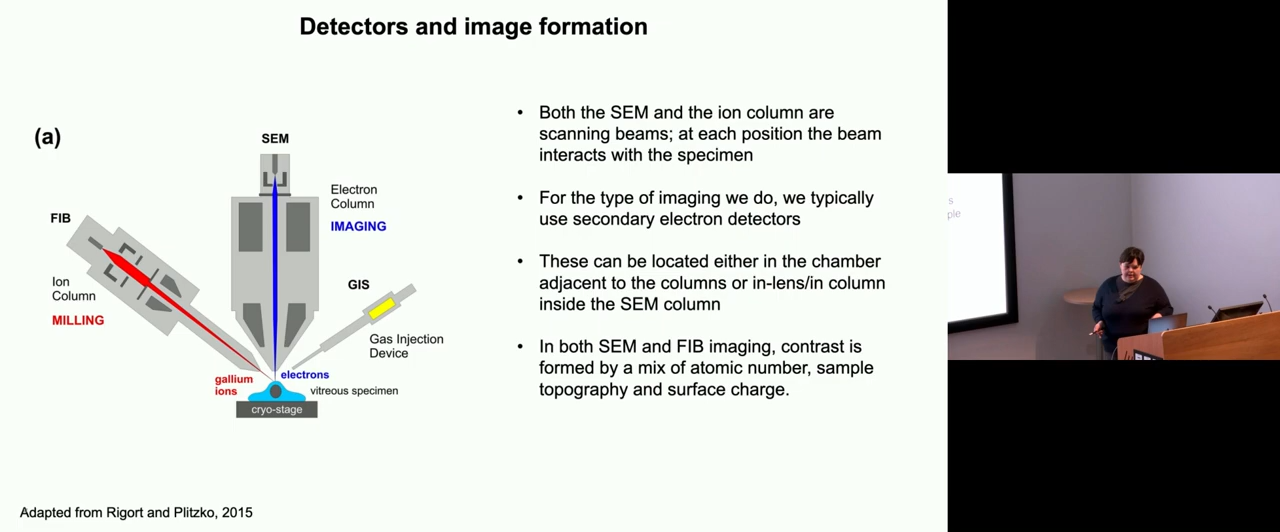 Detectors and image formation
(a)
SEM
Electron
Column
IMAGING
FIB
Ion
Column
MILLING
GIS
Gas Injection
Device
gallium
ions
electrons
vitreous specimen
cryo-stage
• Both the SEM and the ion column are
scanning beams; at each position the beam
interacts with the specimen
• For the type of imaging we do, we typically
use secondary electron detectors
• These can be located either in the chamber
adjacent to the columns or in-lens/in column
inside the SEM column
• In both SEM and FIB imaging, contrast is
formed by a mix of atomic number, sample
topography and surface charge.
Adapted from Rigort and Plitzko, 2015
s
ple